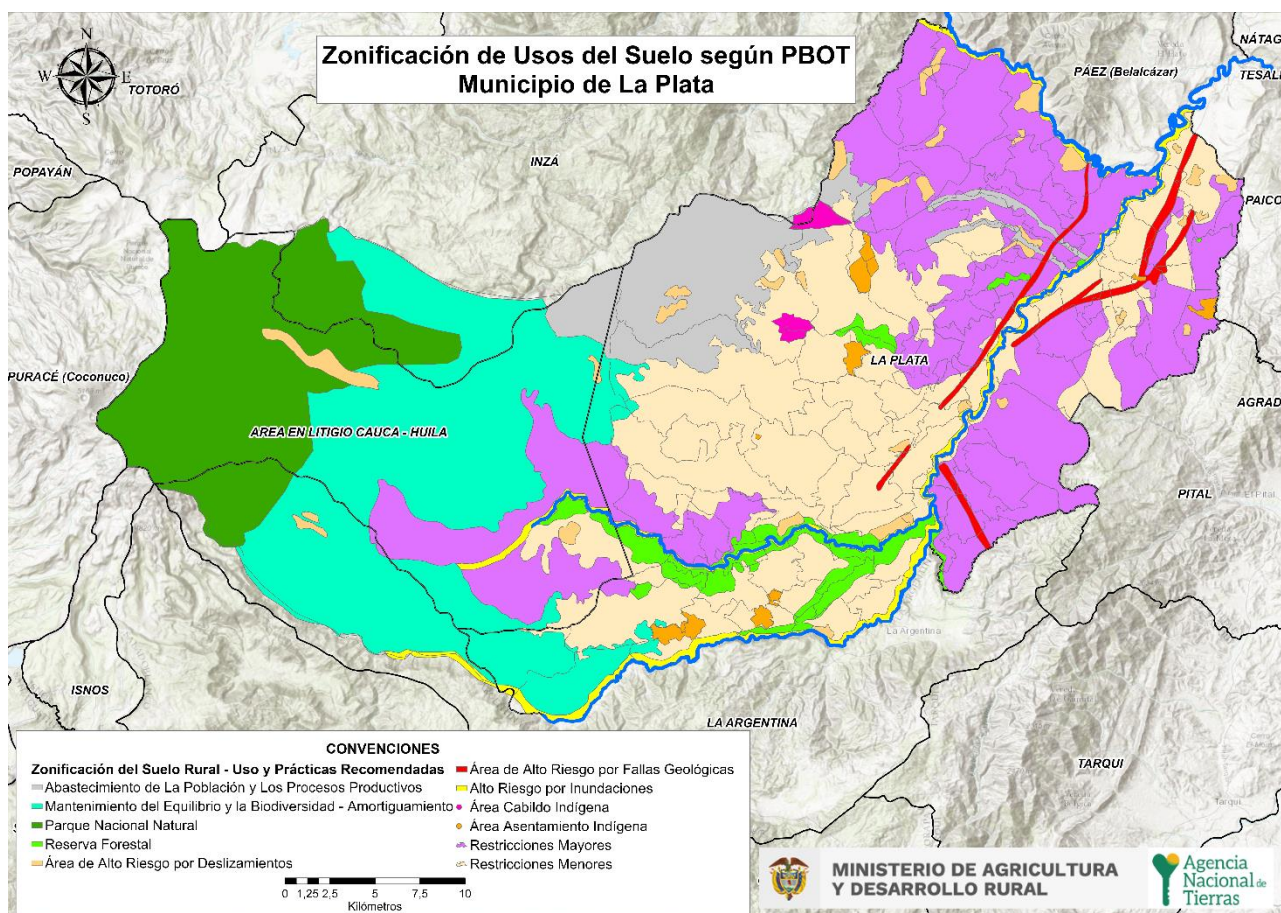 Zonificación de Usos del Suelo según PBOT
Municipio de La Plata
N
W E
S
TOTORÓ
NÁTAG
PÁEZ (Belalcázar)
TESALI
INZÁ
POPAYÁN
PAICO
LA PLATA
PURACÉ (Coconuco)
AGRAD
AREA EN LITIGIO CAUCA - HUILA
PITAL
El Pital
La Argentina
ISNOS
LA ARGENTINA
TARQUI
Tarqui
CONVENCIONES
Zonificación del Suelo Rural - Uso y Prácticas Recomendadas
Abastecimiento de La Población y Los Procesos Productivos
Mantenimiento del Equilibrio y la Biodiversidad - Amortiguamiento
Parque Nacional Natural
Reserva Forestal
Área de Alto Riesgo por Deslizamientos
Área de Alto Riesgo por Fallas Geológicas
Alto Riesgo por Inundaciones
Área Cabildo Indígena
Área Asentamiento Indígena
Restricciones Mayores
Restricciones Menores
0 1,25 2,5 5 7,5 10
Kilómetros
MINISTERIO DE AGRICULTURA
Y DESARROLLO RURAL
Agencia
Nacional de
Tierras